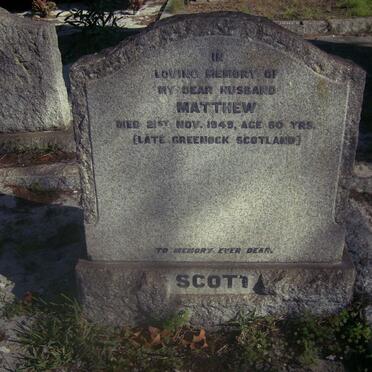 IN
LOVING MEMORY OF
MY DEAR HUSBAND
MATTHEW
DIED 21ST NOV. 1949, AGE 60 YRS.
(LATE GREENOCK SCOTLAND)
TO MEMORY EVER DEAR.
SCOTT